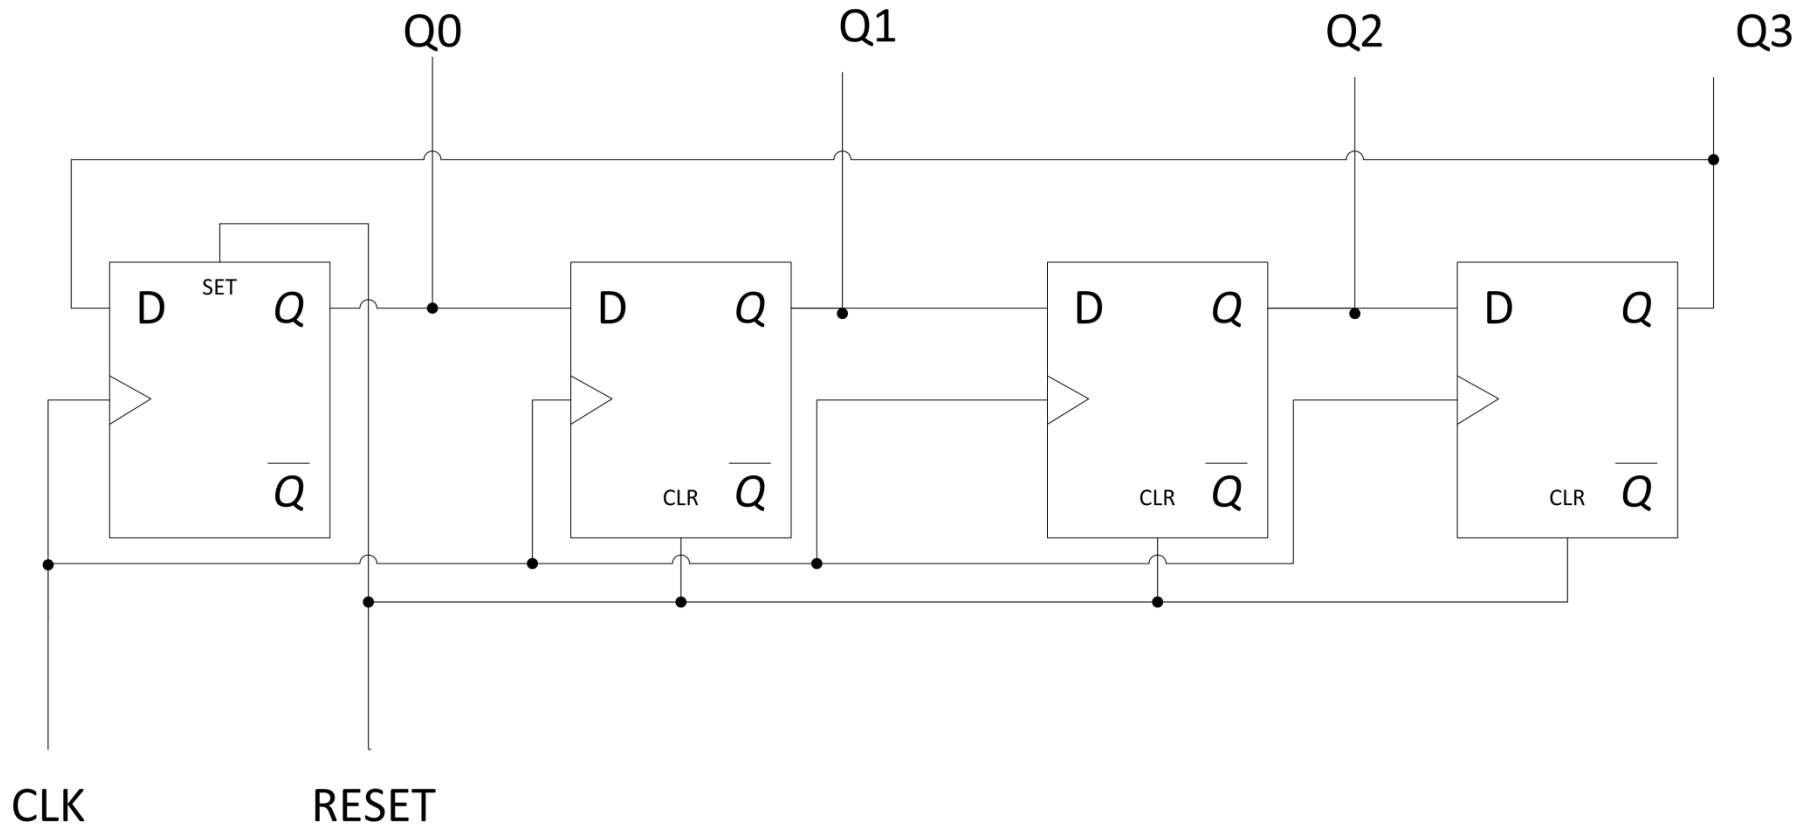 Q0 Q1 Q2 Q3
SET
D Q D Q D Q D Q
Q CLR Q CLR Q CLR Q
CLK RESET